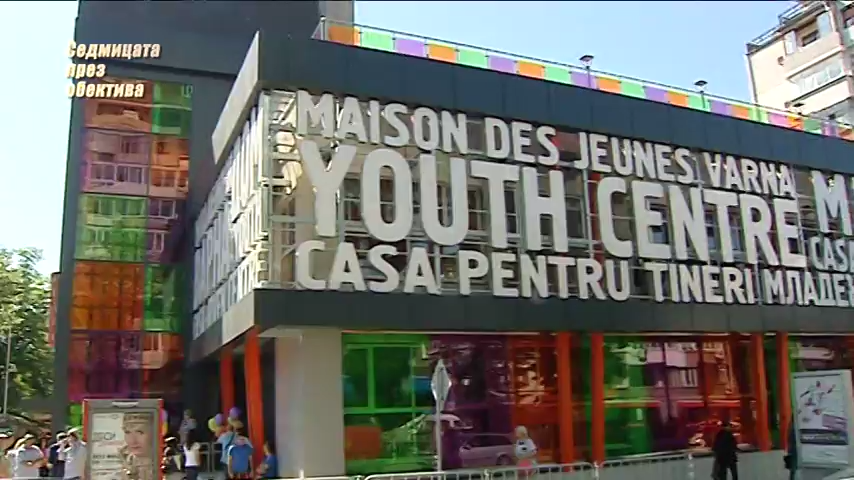 Седмицата
през
обектива
MAISON DES JEUNES VARNA
YOUTH CENTRE
CASA PENTRU TINERI